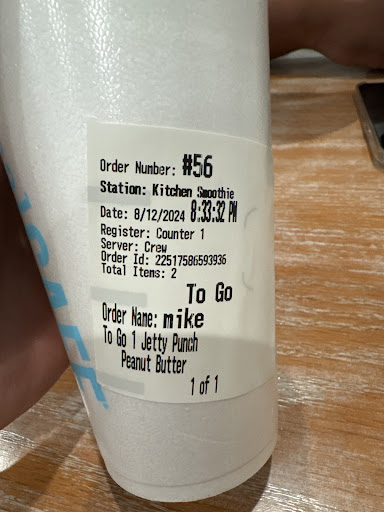 Order Number: #56
Station: Kitchen Smoothie
Date: 8/12/2024 8:33:32 PM
Register: Counter 1
Server: Crew
Order Id: 22517586593936
Total Items: 2
To Go
Order Name: mike
To Go 1 Jetty Punch
Peanut Butter
1 of 1